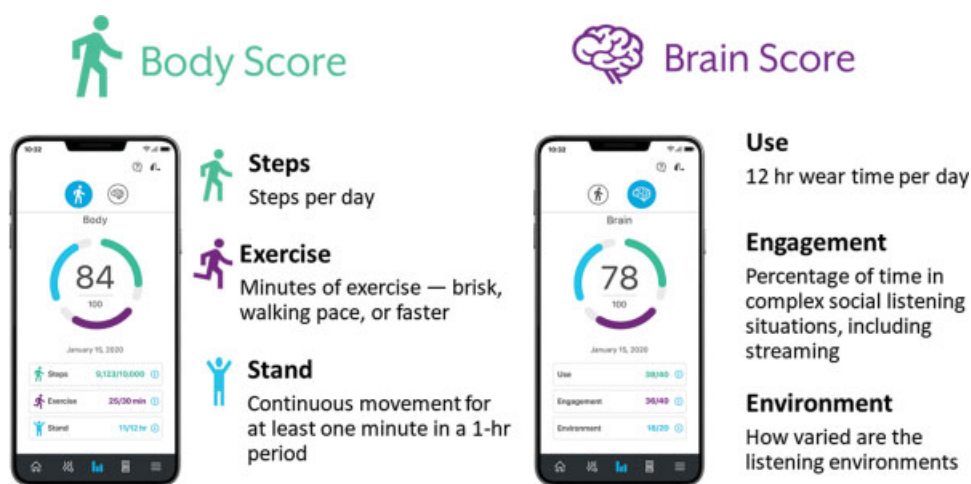 Body Score
Brain Score
10:32
Body
84
100
January 15, 2020
Steps 9,123/10,000
Exercise 25/30 min
Stand 11/12 hr
Steps
Steps per day
Exercise
Minutes of exercise — brisk,
walking pace, or faster
Stand
Continuous movement for
at least one minute in a 1-hr
period
10:32
Brain
78
100
January 15, 2020
Use
Engagement
Environment 18/20
Use
12 hr wear time per day
Engagement
Percentage of time in
complex social listening
situations, including
streaming
Environment
How varied are the
listening environments